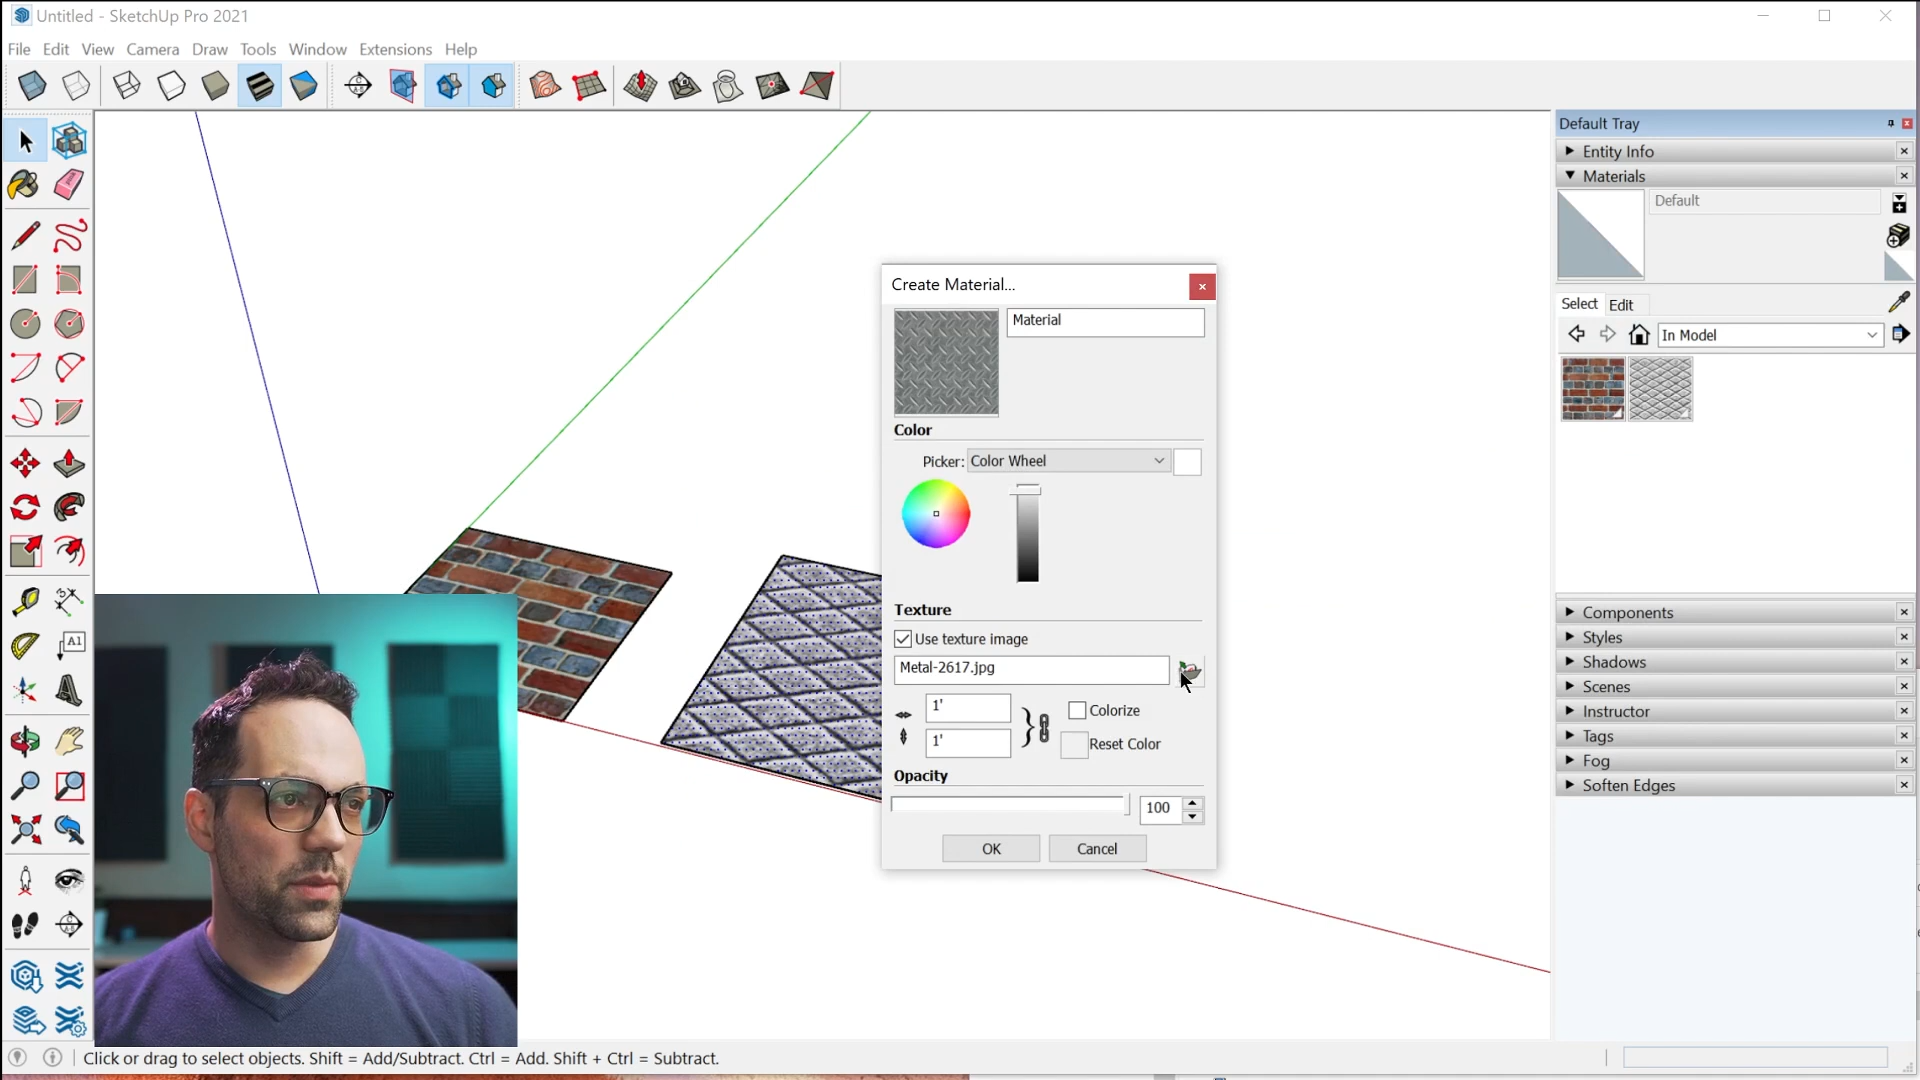 Untitled - SketchUp Pro 2021
File Edit View Camera Draw Tools Window Extensions Help
Default Tray
Entity Info
Materials
Default
Select Edit
In Model
Components
Styles
Shadows
Scenes
Instructor
Tags
Fog
Soften Edges
Create Material...
Material
Color
Picker: Color Wheel
Texture
Use texture image
Metal-2617.jpg
1'
Colorize
1'
Reset Color
Opacity
100
OK Cancel
A1
Click or drag to select objects. Shift = Add/Subtract. Ctrl = Add. Shift + Ctrl = Subtract.